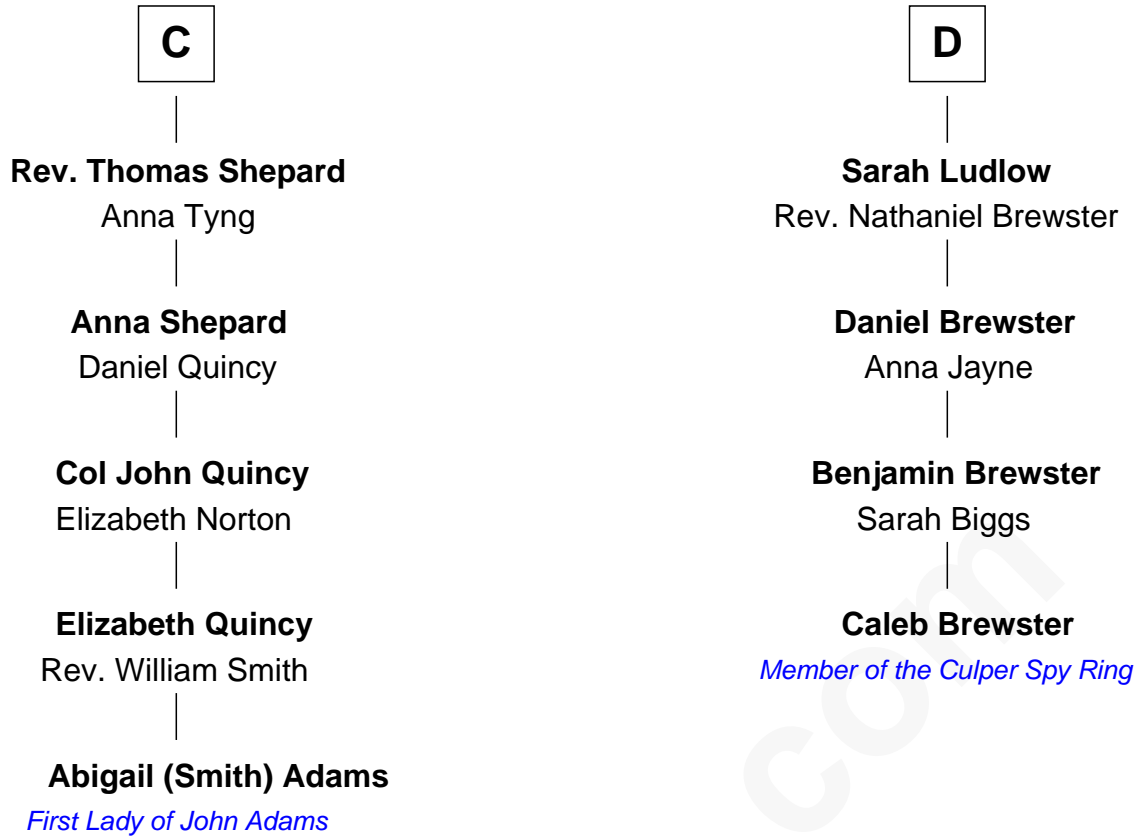 C
Rev. Thomas Shepard
Anna Tyng
Anna Shepard
Daniel Quincy
Col John Quincy
Elizabeth Norton
Elizabeth Quincy
Rev. William Smith
Abigail (Smith) Adams
First Lady of John Adams
D
Sarah Ludlow
Rev. Nathaniel Brewster
Daniel Brewster
Anna Jayne
Benjamin Brewster
Sarah Biggs
Caleb Brewster
Member of the Culper Spy Ring
com